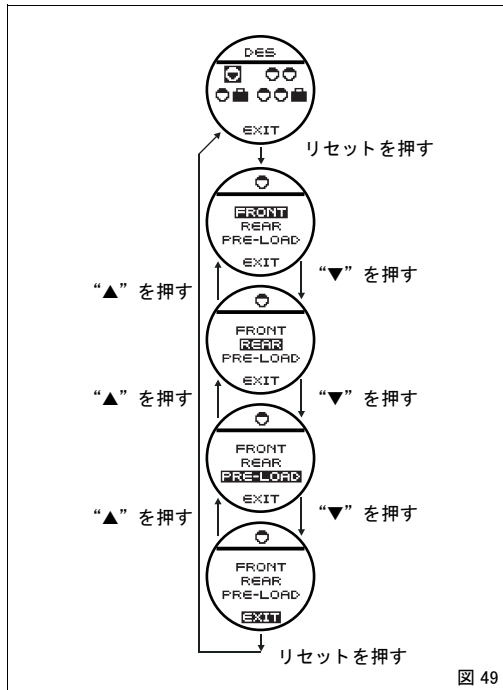 DES
EXIT
リセットを押す
FRONT
REAR
PRE-LOAD
EXIT
“▲” を押す
“▼” を押す
FRONT
REAR
PRE-LOAD
EXIT
“▲” を押す
“▼” を押す
FRONT
REAR
PRE-LOAD
EXIT
“▲” を押す
“▼” を押す
FRONT
REAR
PRE-LOAD
EXIT
リセットを押す
図 49